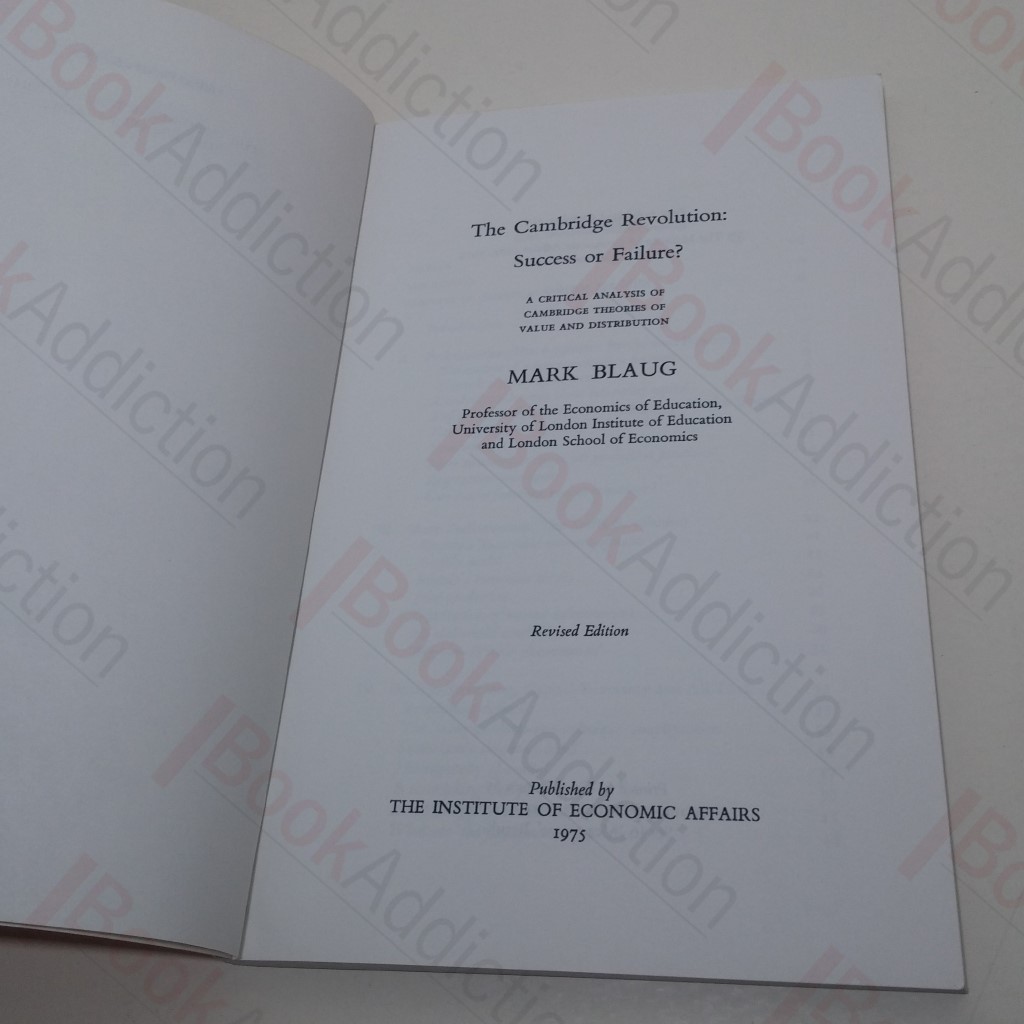 The Cambridge Revolution:
Success or Failure?
A CRITICAL ANALYSIS OF
CAMBRIDGE THEORIES OF
VALUE AND DISTRIBUTION
MARK BLAUG
Professor of the Economics of Education,
University of London Institute of Education
and London School of Economics
Revised Edition
Published by
THE INSTITUTE OF ECONOMIC AFFAIRS
1975
BookAddiction